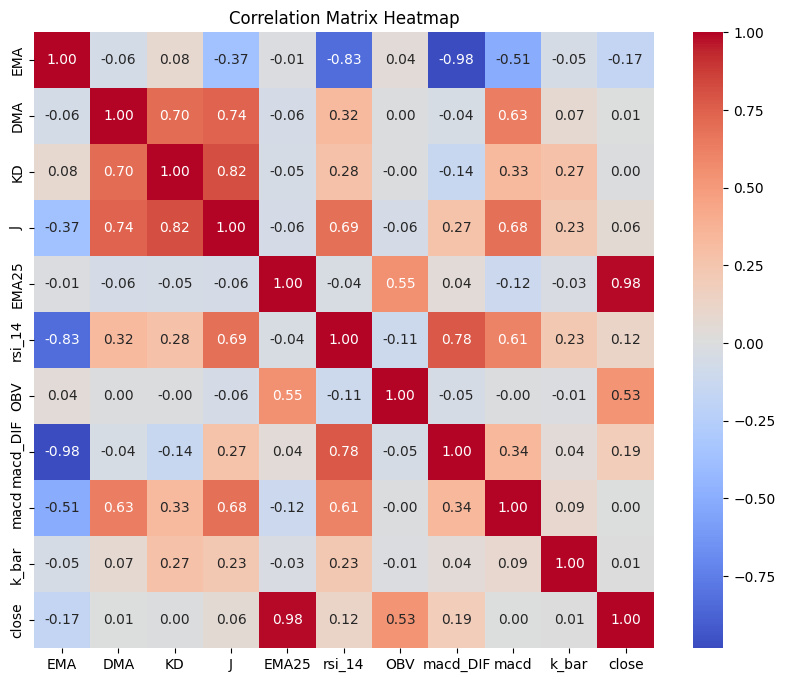 Correlation Matrix Heatmap
EMA 1.00 -0.06 0.08 -0.37 -0.01 -0.83 0.04 -0.98 -0.51 -0.05 -0.17
DMA -0.06 1.00 0.70 0.74 -0.06 0.32 0.00 -0.04 0.63 0.07 0.01
KD 0.08 0.70 1.00 0.82 -0.05 0.28 -0.00 -0.14 0.33 0.27 0.00
J -0.37 0.74 0.82 1.00 -0.06 0.69 -0.06 0.27 0.68 0.23 0.06
EMA25 -0.01 -0.06 -0.05 -0.06 1.00 -0.04 0.55 0.04 -0.12 -0.03 0.98
rsi_14 -0.83 0.32 0.28 0.69 -0.04 1.00 -0.11 0.78 0.61 0.23 0.12
OBV 0.04 0.00 -0.00 -0.06 0.55 -0.11 1.00 -0.05 -0.00 -0.01 0.53
macd_DIF -0.98 -0.04 -0.14 0.27 0.04 0.78 -0.05 1.00 0.34 0.04 0.19
macd -0.51 0.63 0.33 0.68 -0.12 0.61 -0.00 0.34 1.00 0.09 0.00
k_bar -0.05 0.07 0.27 0.23 -0.03 0.23 -0.01 0.04 0.09 1.00 0.01
close -0.17 0.01 0.00 0.06 0.98 0.12 0.53 0.19 0.00 0.01 1.00
EMA DMA KD J EMA25 rsi_14 OBV macd_DIF macd k_bar close
1.00
0.75
0.50
0.25
0.00
−0.25
−0.50
−0.75